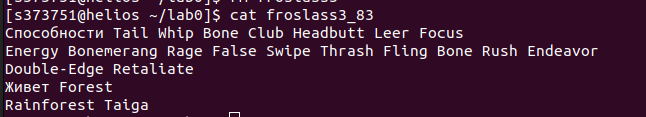 [s373751@helios ~/lab0]$ cat froslass3_83
Способности Tail Whip Bone Club Headbutt Leer Focus
Energy Bonemerang Rage False Swipe Thrash Fling Bone Rush Endeavor
Double-Edge Retaliate
Живет Forest
Rainforest Taiga